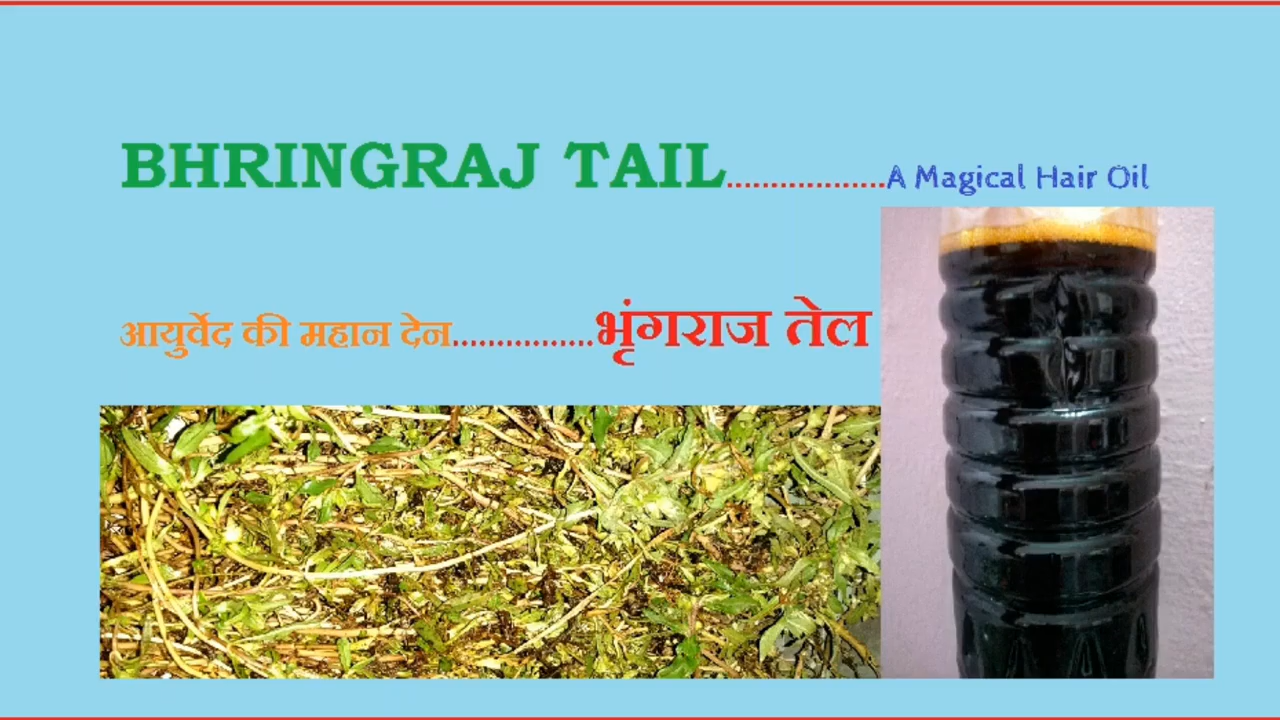 BHRINGRAJ TAIL..................A Magical Hair Oil
आयुर्वेद की महान देन................भृंगराज तेल